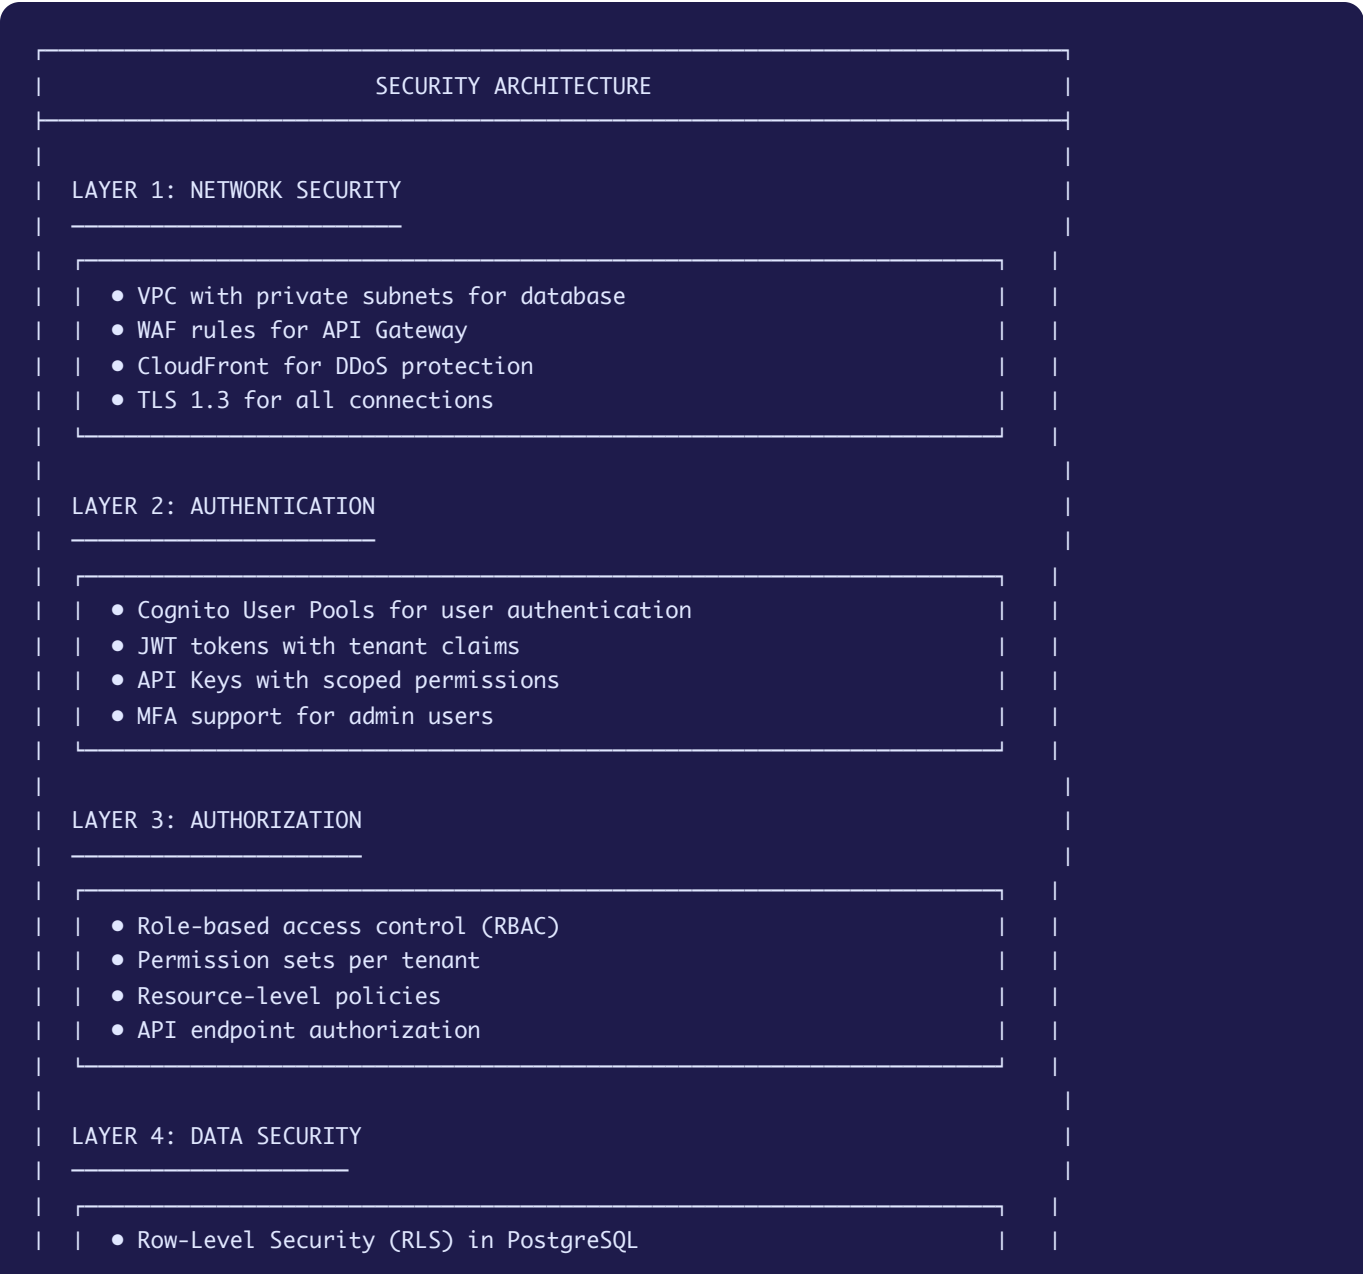 SECURITY ARCHITECTURE
LAYER 1: NETWORK SECURITY
• VPC with private subnets for database
• WAF rules for API Gateway
• CloudFront for DDoS protection
• TLS 1.3 for all connections
LAYER 2: AUTHENTICATION
• Cognito User Pools for user authentication
• JWT tokens with tenant claims
• API Keys with scoped permissions
• MFA support for admin users
LAYER 3: AUTHORIZATION
• Role-based access control (RBAC)
• Permission sets per tenant
• Resource-level policies
• API endpoint authorization
LAYER 4: DATA SECURITY
• Row-Level Security (RLS) in PostgreSQL